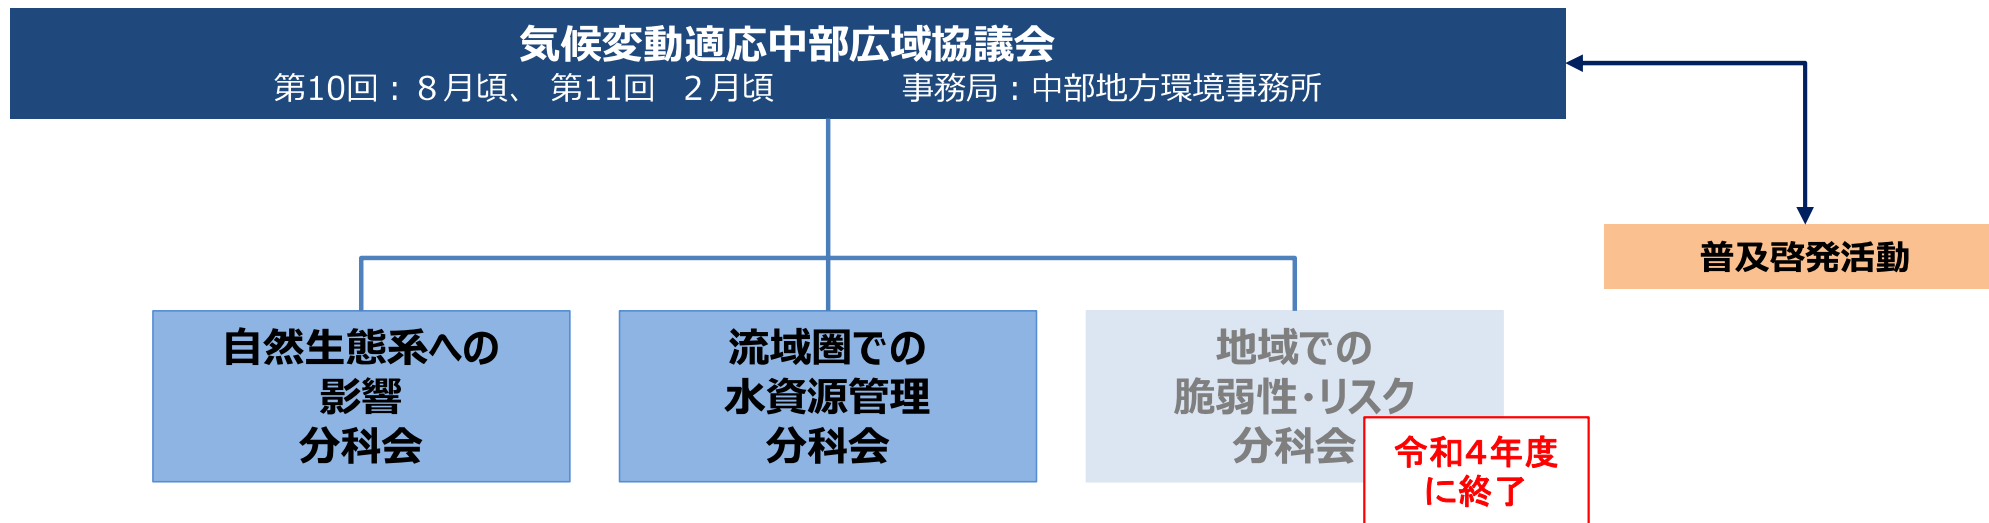 気候変動適応中部広域協議会
第10回：８月頃、 第11回　２月頃　　　　事務局：中部地方環境事務所
普及啓発活動
自然生態系への
影響
分科会
流域圏での
水資源管理
分科会
地域での
脆弱性・リスク
分科会
令和4年度
に終了